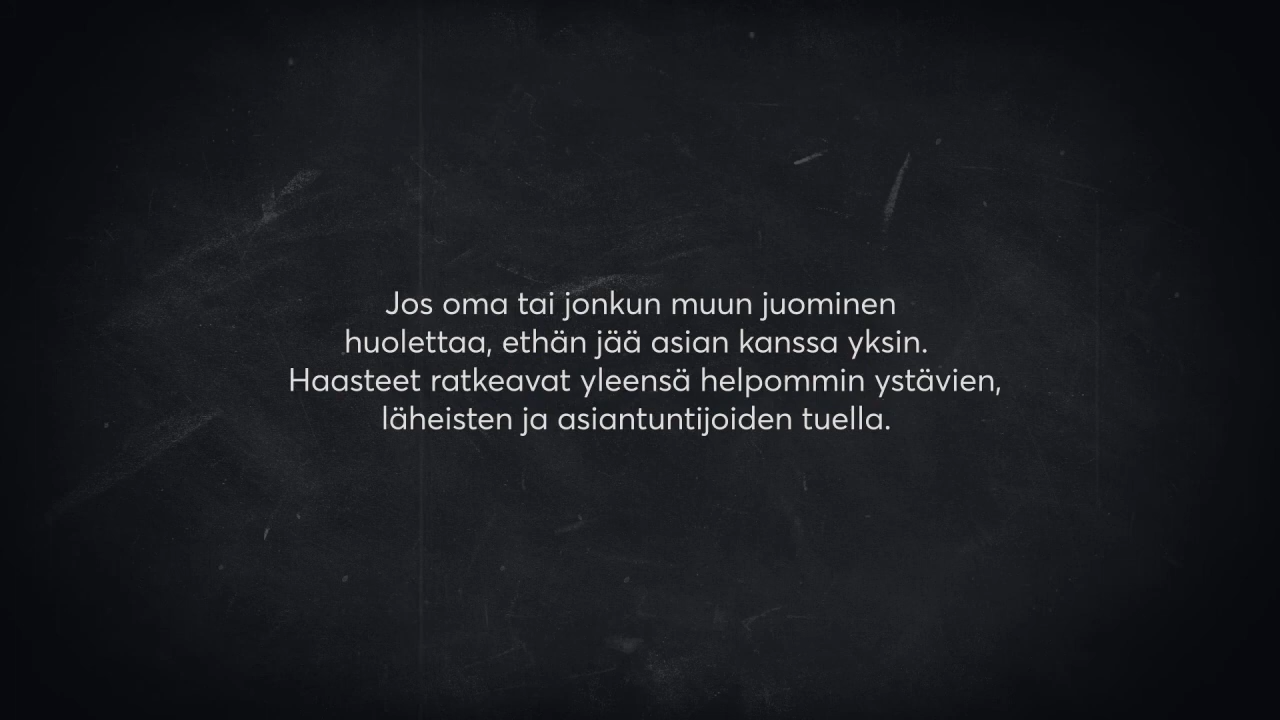 Jos oma tai jonkun muun juominen
huolettaa, ethän jää asian kanssa yksin.
Haasteet ratkeavat yleensä helpommin ystävien,
läheisten ja asiantuntijoiden tuella.